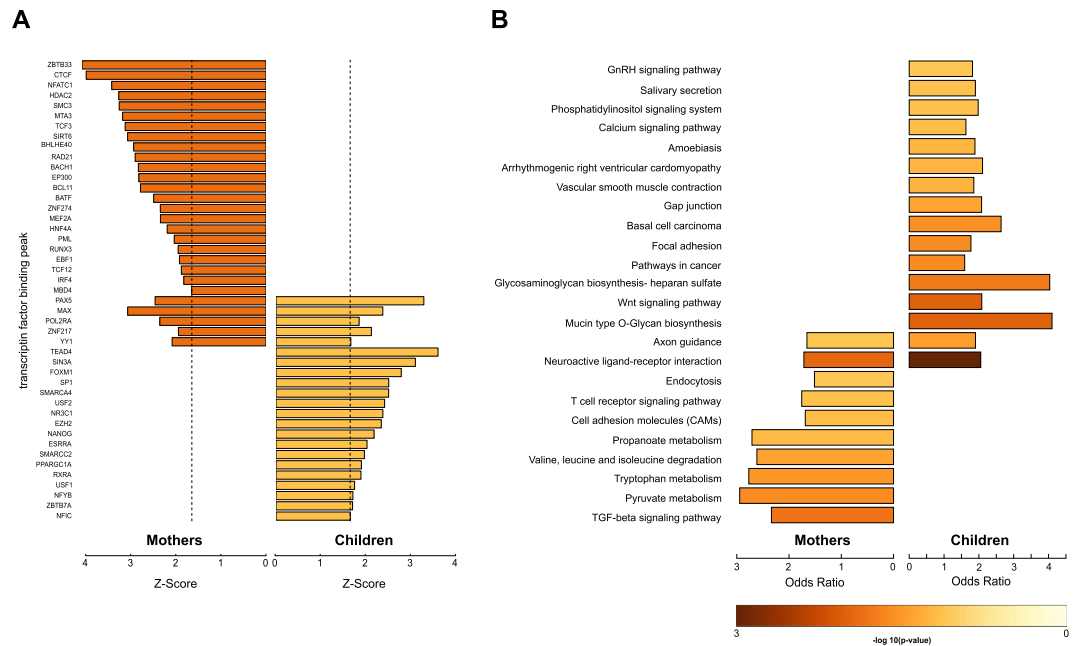 A
ZBTB33
CTCF
NFATC1
HDAC2
SMC3
MTA3
TCF3
SIRT6
BHLHE40
RAD21
BACH1
EP300
BCL11
BATF
ZNF274
MEF2A
HNF4A
PML
RUNX3
EBF1
TCF12
IRF4
MBD4
PAX5
MAX
POL2RA
ZNF217
YY1
TEAD4
SIN3A
FOXM1
SP1
SMARCA4
USF2
NR3C1
EZH2
NANOG
ESRRA
SMARCC2
PPARGC1A
RXRA
USF1
NFYB
ZBTB7A
NFIC
transcriptin factor binding peak
Mothers Children
4 3 2 1 0 0 1 2 3 4
Z-Score Z-Score
B
GnRH signaling pathway
Salivary secretion
Phosphatidylinositol signaling system
Calcium signaling pathway
Amoebiasis
Arrhythmogenic right ventricular cardomyopathy
Vascular smooth muscle contraction
Gap junction
Basal cell carcinoma
Focal adhesion
Pathways in cancer
Glycosaminoglycan biosynthesis- heparan sulfate
Wnt signaling pathway
Mucin type O-Glycan biosynthesis
Axon guidance
Neuroactive ligand-receptor interaction
Endocytosis
T cell receptor signaling pathway
Cell adhesion molecules (CAMs)
Propanoate metabolism
Valine, leucine and isoleucine degradation
Tryptophan metabolism
Pyruvate metabolism
TGF-beta signaling pathway
Mothers Children
3 2 1 0 0 1 2 3 4
Odds Ratio Odds Ratio
3 0
-log 10(p-value)